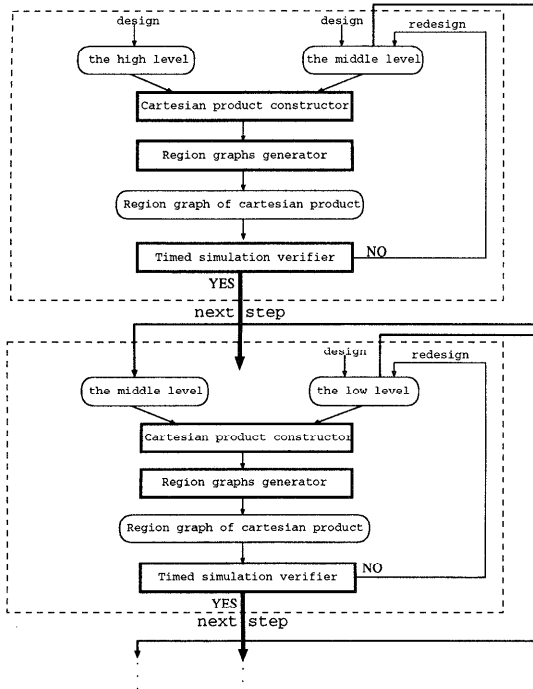 design
design
redesign
the high level
the middle level
Cartesian product constructor
Region graphs generator
Region graph of cartesian product
Timed simulation verifier
NO
YES
next step
design
redesign
the middle level
the low level
Cartesian product constructor
Region graphs generator
Region graph of cartesian product
Timed simulation verifier
NO
YES
next step